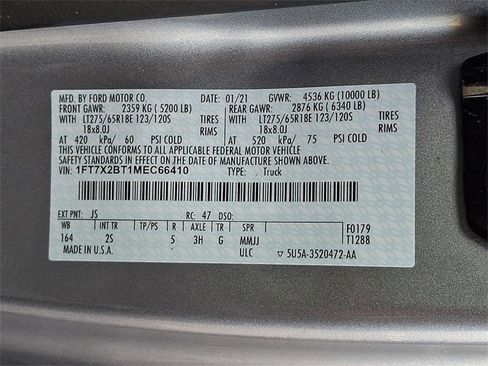 MFD. BY FORD MOTOR CO. 01/21 GVWR: 4536 KG (10000 LB)
FRONT GAWR: 2359 KG (5200 LB) REAR GAWR: 2876 KG (6340 LB)
WITH LT275/65R18E 123/120S TIRES WITH LT275/65R18E 123/120S TIRES
18x8.0J RIMS 18x8.0J RIMS
AT 420 kPa/ 60 PSI COLD AT 520 kPa/ 75 PSI COLD
THIS VEHICLE CONFORMS TO ALL APPLICABLE FEDERAL MOTOR VEHICLE
SAFETY STANDARDS IN EFFECT ON THE DATE OF MANUFACTURE SHOWN ABOVE.
VIN: 1FT7X2BT1MEC66410 TYPE: Truck
EXT PNT: JS RC: 47 DSO:
WB INT TR TP/PS R AXLE TR SPR F0179
164 2S 5 3H G MMJJ T1288
MADE IN U.S.A. ULC 5U5A-3520472-AA